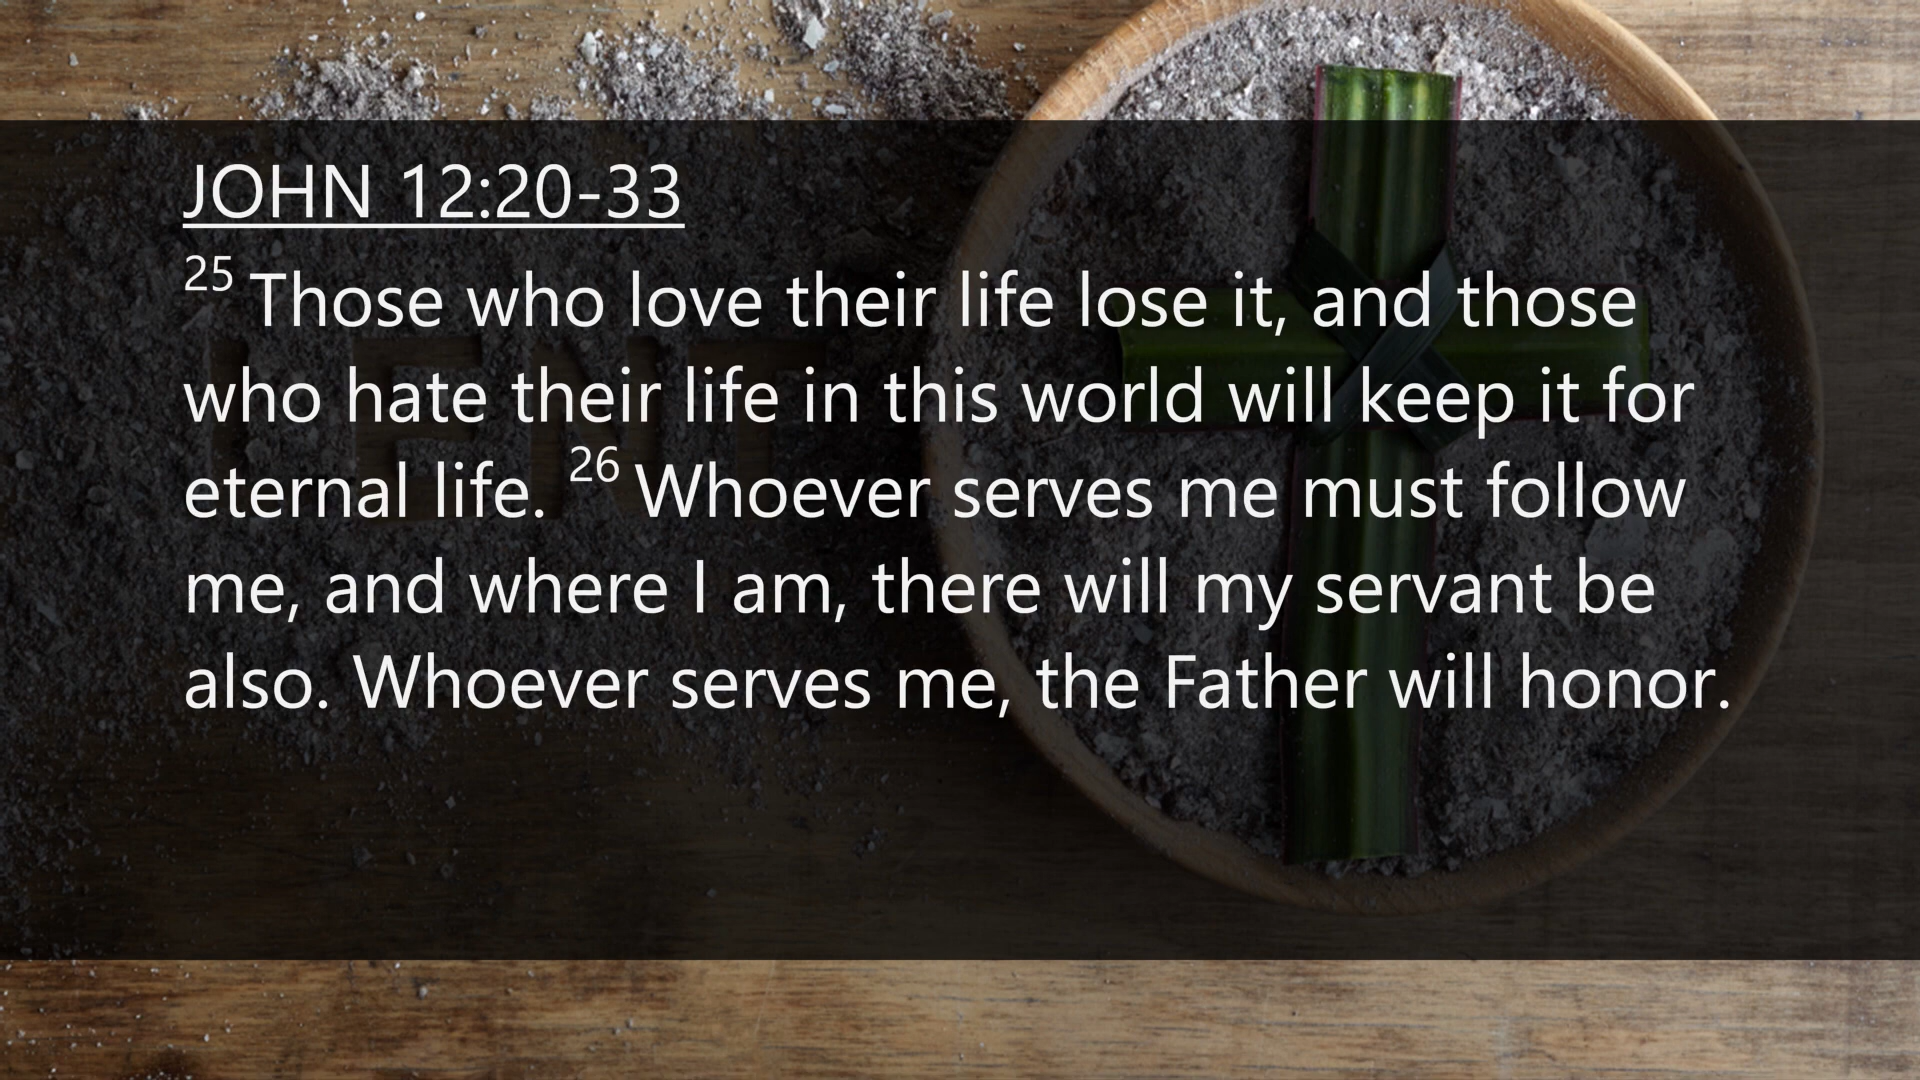 JOHN 12:20-33
25 Those who love their life lose it, and those
who hate their life in this world will keep it for
eternal life. 26 Whoever serves me must follow
me, and where I am, there will my servant be
also. Whoever serves me, the Father will honor.
LENT